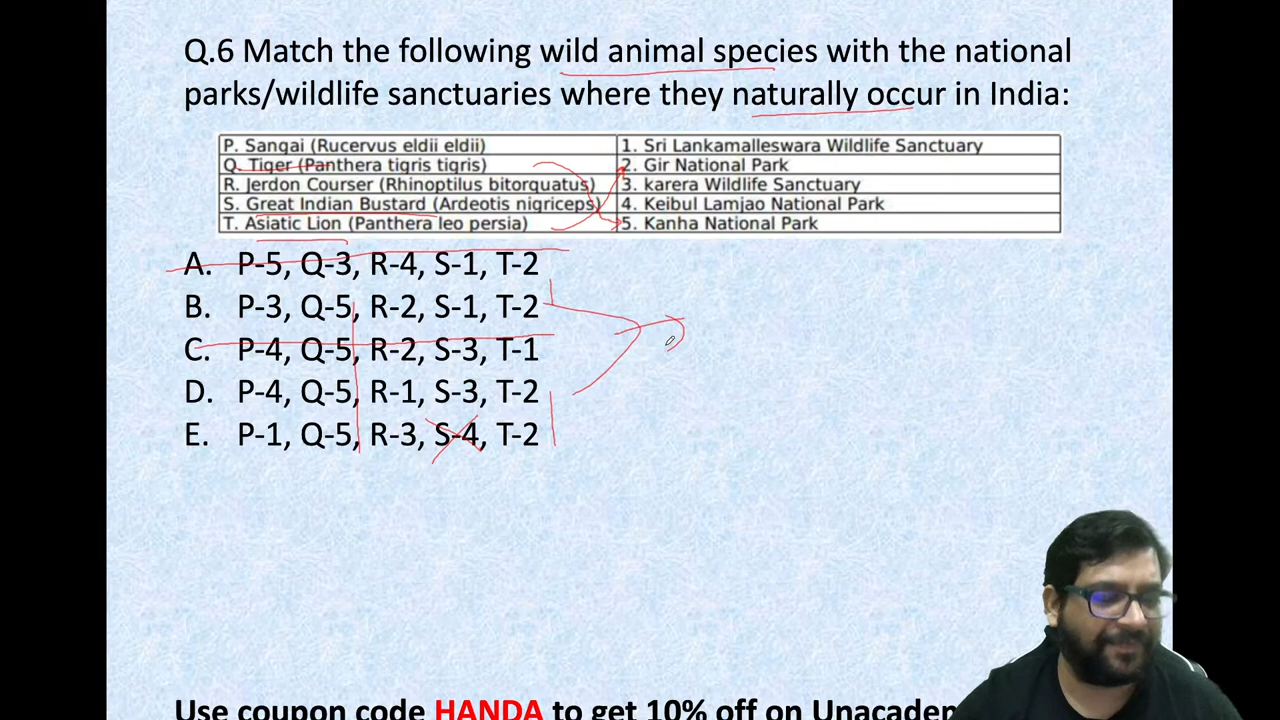 Q.6 Match the following wild animal species with the national
parks/wildlife sanctuaries where they naturally occur in India:
P. Sangai (Rucervus eldii eldii) 1. Sri Lankamalleswara Wildlife Sanctuary
Q. Tiger (Panthera tigris tigris) 2. Gir National Park
R. Jerdon Courser (Rhinoptilus bitorquatus) 3. karera Wildlife Sanctuary
S. Great Indian Bustard (Ardeotis nigriceps) 4. Keibul Lamjao National Park
T. Asiatic Lion (Panthera leo persia) 5. Kanha National Park
A. P-5, Q-3, R-4, S-1, T-2
B. P-3, Q-5, R-2, S-1, T-2
C. P-4, Q-5, R-2, S-3, T-1
D. P-4, Q-5, R-1, S-3, T-2
E. P-1, Q-5, R-3, S-4, T-2
Use coupon code HANDA to get 10% off on